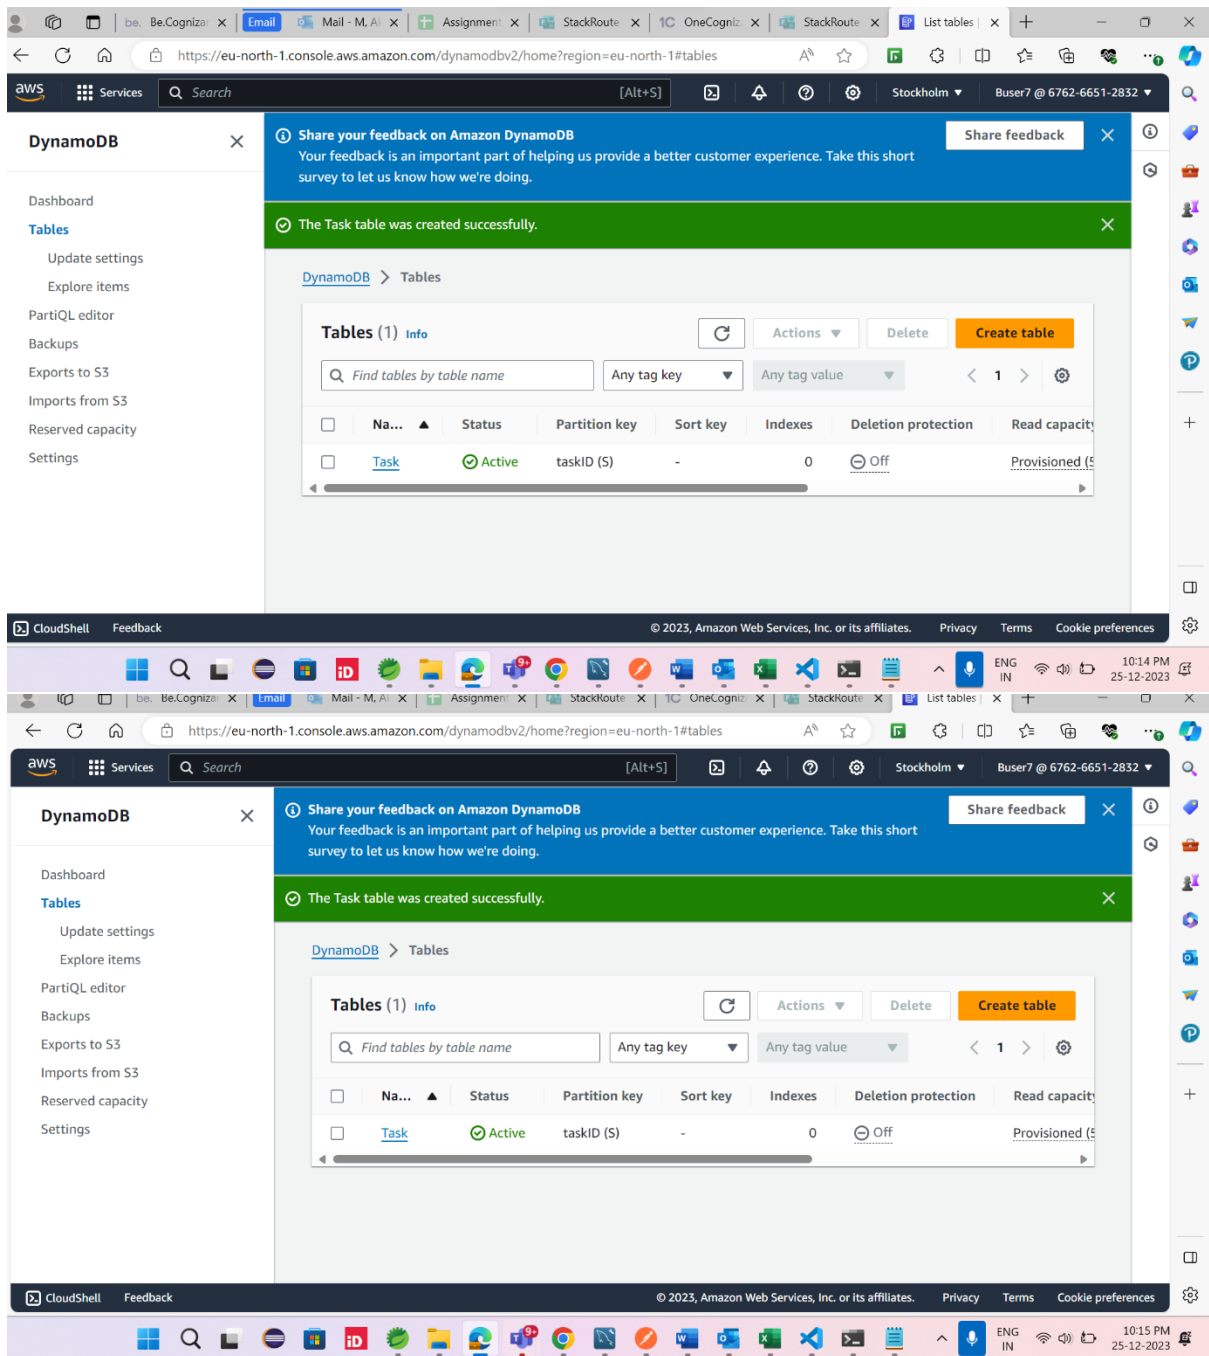 be. Be.Cogniza
Email
Mail - M, A
Assignment
StackRoute
1C OneCogniz
StackRoute
List tables |
https://eu-north-1.console.aws.amazon.com/dynamodbv2/home?region=eu-north-1#tables
aws
Services
Search
[Alt+S]
Stockholm ▼
Buser7 @ 6762-6651-2832 ▼
DynamoDB
Dashboard
Tables
Update settings
Explore items
PartiQL editor
Backups
Exports to S3
Imports from S3
Reserved capacity
Settings
Share your feedback on Amazon DynamoDB
Your feedback is an important part of helping us provide a better customer experience. Take this short
survey to let us know how we're doing.
Share feedback
The Task table was created successfully.
DynamoDB > Tables
Tables (1) Info
Actions ▼
Delete
Create table
Find tables by table name
Any tag key ▼
Any tag value ▼
< 1 >
Na... ▲ Status Partition key Sort key Indexes Deletion protection Read capacity
Task Active taskID (S) - 0 Off Provisioned (5
CloudShell Feedback
© 2023, Amazon Web Services, Inc. or its affiliates. Privacy Terms Cookie preferences
iD
9+
ENG
IN
10:14 PM
25-12-2023
be. Be.Cogniza
Email
Mail - M, A
Assignment
StackRoute
1C OneCogniz
StackRoute
List tables |
https://eu-north-1.console.aws.amazon.com/dynamodbv2/home?region=eu-north-1#tables
aws
Services
Search
[Alt+S]
Stockholm ▼
Buser7 @ 6762-6651-2832 ▼
DynamoDB
Dashboard
Tables
Update settings
Explore items
PartiQL editor
Backups
Exports to S3
Imports from S3
Reserved capacity
Settings
Share your feedback on Amazon DynamoDB
Your feedback is an important part of helping us provide a better customer experience. Take this short
survey to let us know how we're doing.
Share feedback
The Task table was created successfully.
DynamoDB > Tables
Tables (1) Info
Actions ▼
Delete
Create table
Find tables by table name
Any tag key ▼
Any tag value ▼
< 1 >
Na... ▲ Status Partition key Sort key Indexes Deletion protection Read capacity
Task Active taskID (S) - 0 Off Provisioned (5
CloudShell Feedback
© 2023, Amazon Web Services, Inc. or its affiliates. Privacy Terms Cookie preferences
iD
9+
ENG
IN
10:15 PM
25-12-2023